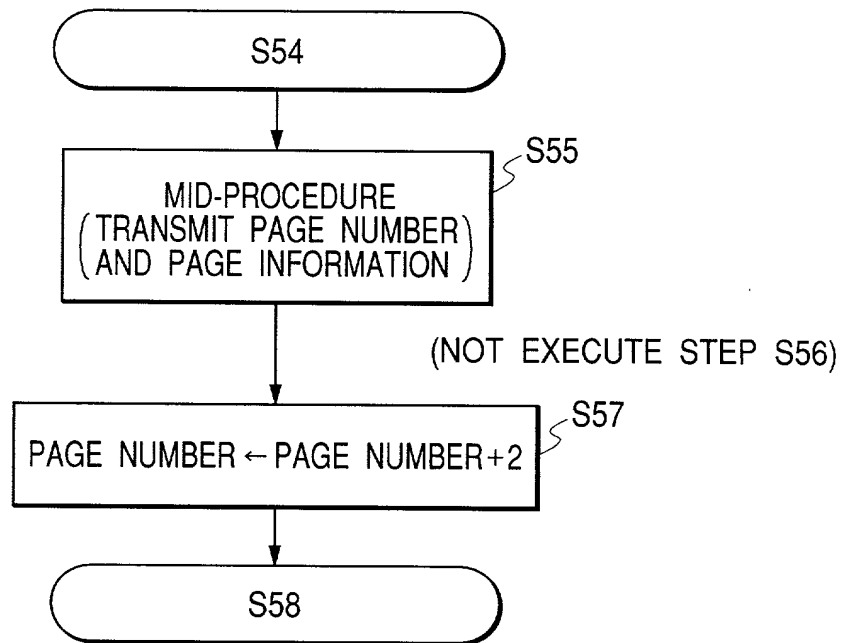 S54
S55
MID-PROCEDURE
(TRANSMIT PAGE NUMBER
AND PAGE INFORMATION)
(NOT EXECUTE STEP S56)
S57
PAGE NUMBER ← PAGE NUMBER+2
S58